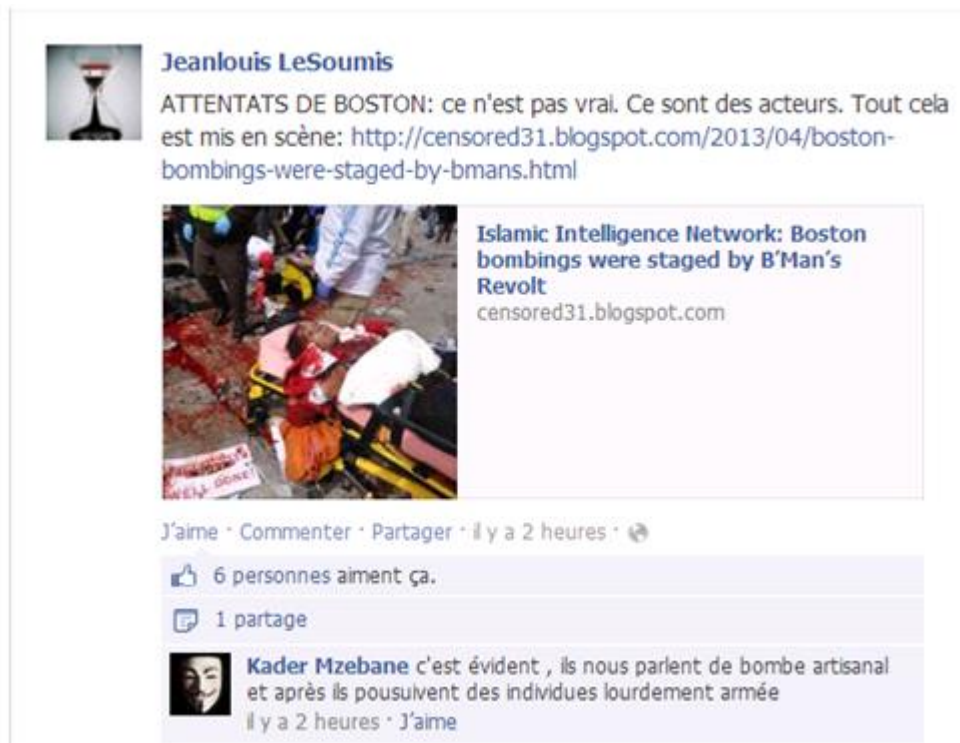 Jeanlouis LeSoumis
ATTENTATS DE BOSTON: ce n'est pas vrai. Ce sont des acteurs. Tout cela
est mis en scène: http://censored31.blogspot.com/2013/04/boston-
bombings-were-staged-by-bmans.html
Islamic Intelligence Network: Boston
bombings were staged by B'Man's
Revolt
censored31.blogspot.com
WELL DONE!
J'aime · Commenter · Partager · il y a 2 heures ·
6 personnes aiment ça.
1 partage
Kader Mzebane c'est évident , ils nous parlent de bombe artisanal
et après ils pousuivent des individues lourdement armée
il y a 2 heures · J'aime